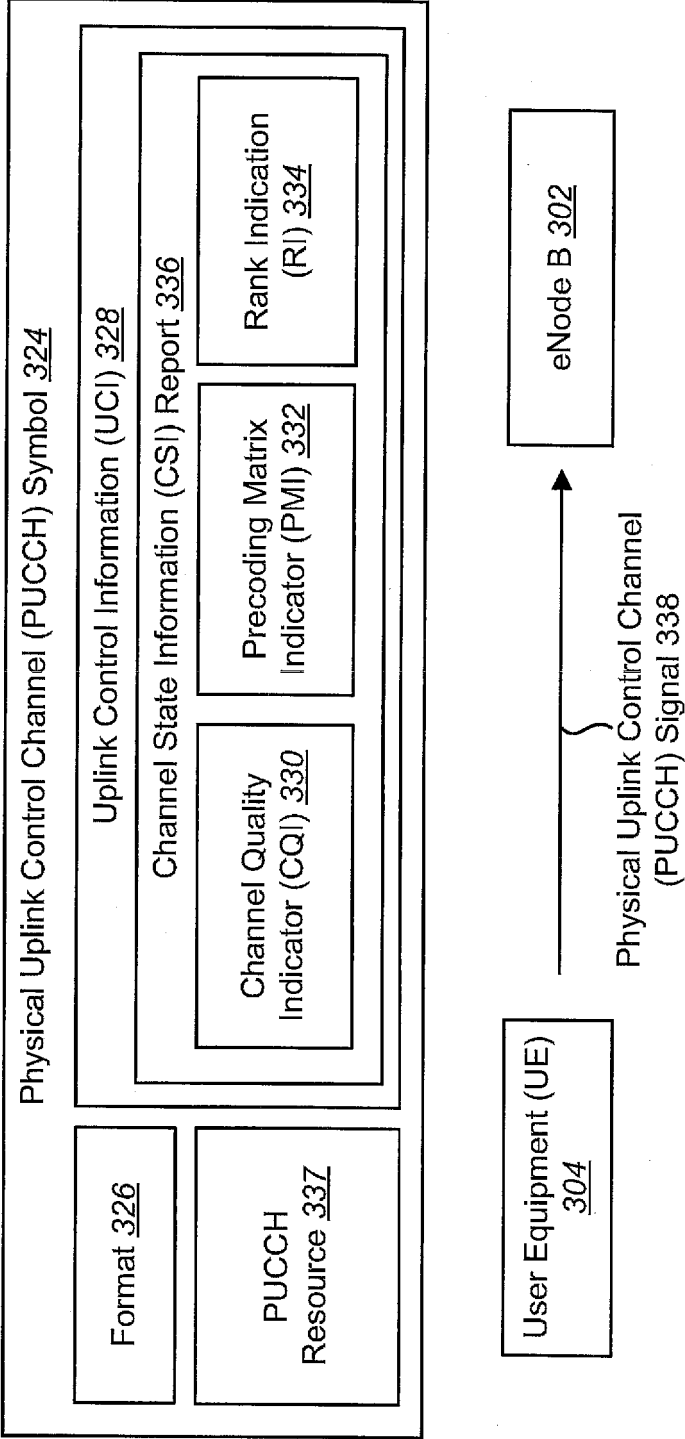 Physical Uplink Control Channel (PUCCH) Symbol 324
Format 326
PUCCH
Resource 337
Uplink Control Information (UCI) 328
Channel State Information (CSI) Report 336
Channel Quality
Indicator (CQI) 330
Precoding Matrix
Indicator (PMI) 332
Rank Indication
(RI) 334
User Equipment (UE)
304
Physical Uplink Control Channel
(PUCCH) Signal 338
eNode B 302